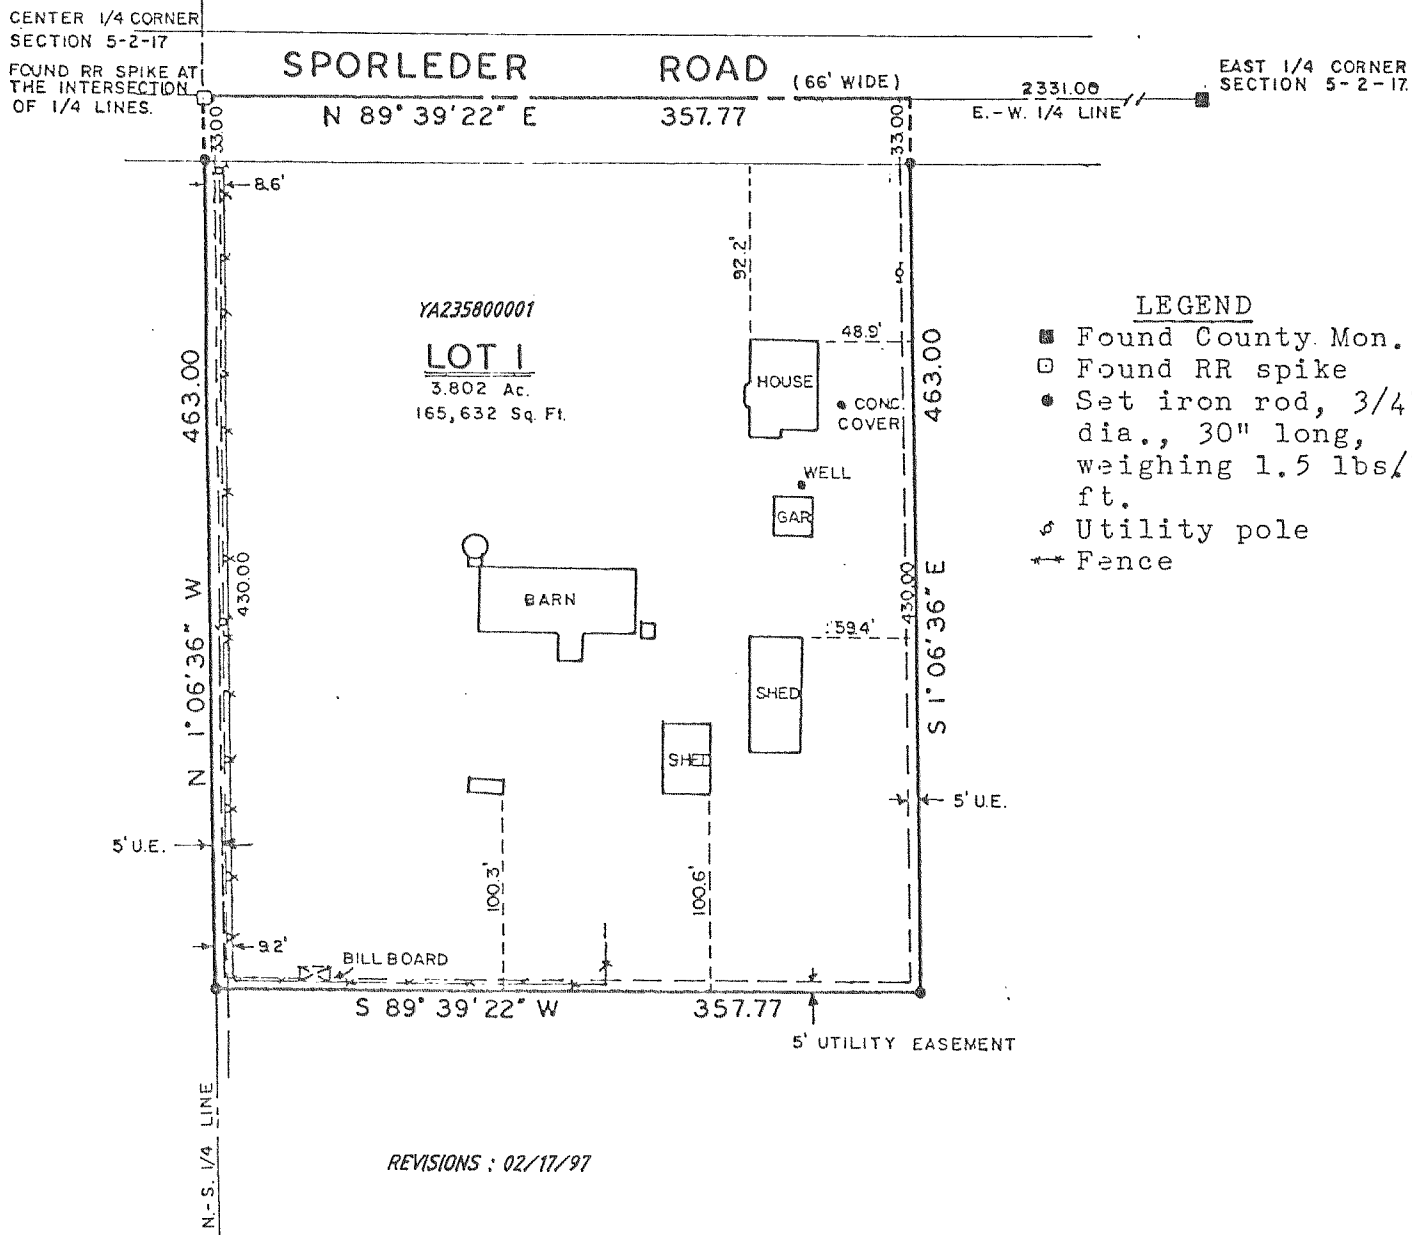 CENTER 1/4 CORNER
SECTION 5-2-17
FOUND RR SPIKE AT
THE INTERSECTION
OF 1/4 LINES.
SPORLEDER ROAD (66' WIDE)
N 89° 39' 22" E 357.77
2331.00
E.-W. 1/4 LINE
EAST 1/4 CORNER
SECTION 5-2-17.
33.00
33.00
8.6'
92.2'
YA235800001
LOT 1
3.802 Ac.
165,632 Sq. Ft.
48.9'
HOUSE
CONC.
COVER
WELL
GAR
463.00
463.00
LEGEND
Found County Mon.
Found RR spike
Set iron rod, 3/4
dia., 30" long,
weighing 1.5 lbs/
ft.
Utility pole
Fence
430.00
430.00
N 1° 06' 36" W
S 1° 06' 36" E
BARN
59.4'
SHED
SHED
5' U.E.
5' U.E.
100.3'
100.6'
9.2'
BILLBOARD
S 89° 39' 22" W 357.77
5' UTILITY EASEMENT
N.-S. 1/4 LINE
REVISIONS : 02/17/97